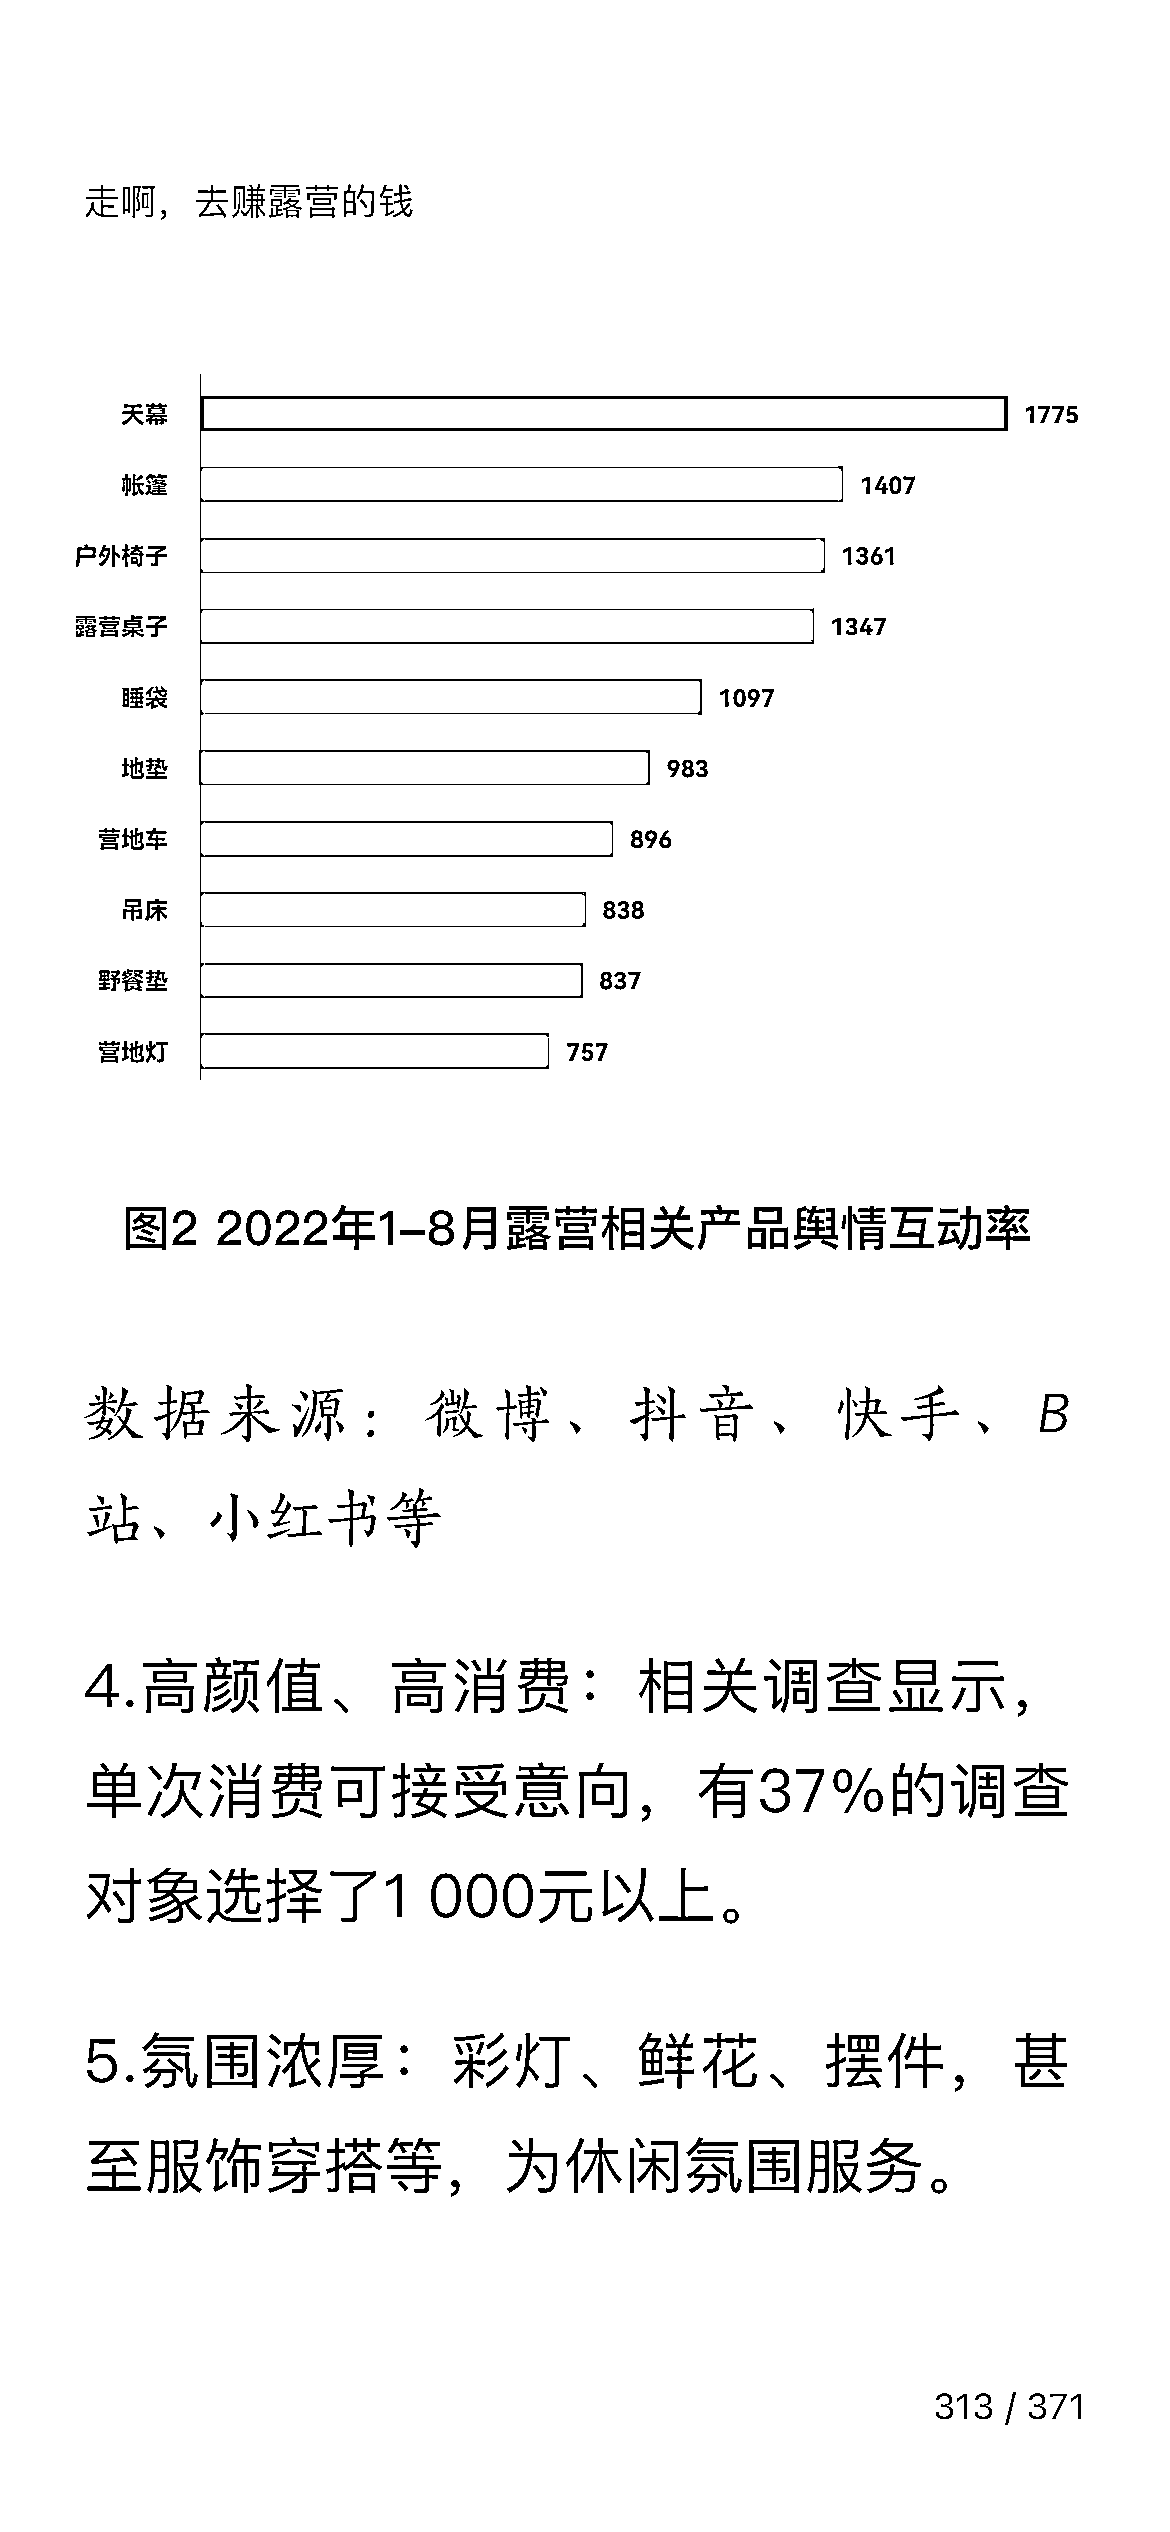 走啊，去赚露营的钱
天幕 1775
帐篷 1407
户外椅子 1361
露营桌子 1347
睡袋 1097
地垫 983
营地车 896
吊床 838
野餐垫 837
营地灯 757
图2 2022年1–8月露营相关产品舆情互动率
数据来源：微博、抖音、快手、B
站、小红书等
4.高颜值、高消费：相关调查显示，
单次消费可接受意向，有37%的调查
对象选择了1 000元以上。
5.氛围浓厚：彩灯、鲜花、摆件，甚
至服饰穿搭等，为休闲氛围服务。
313 / 371